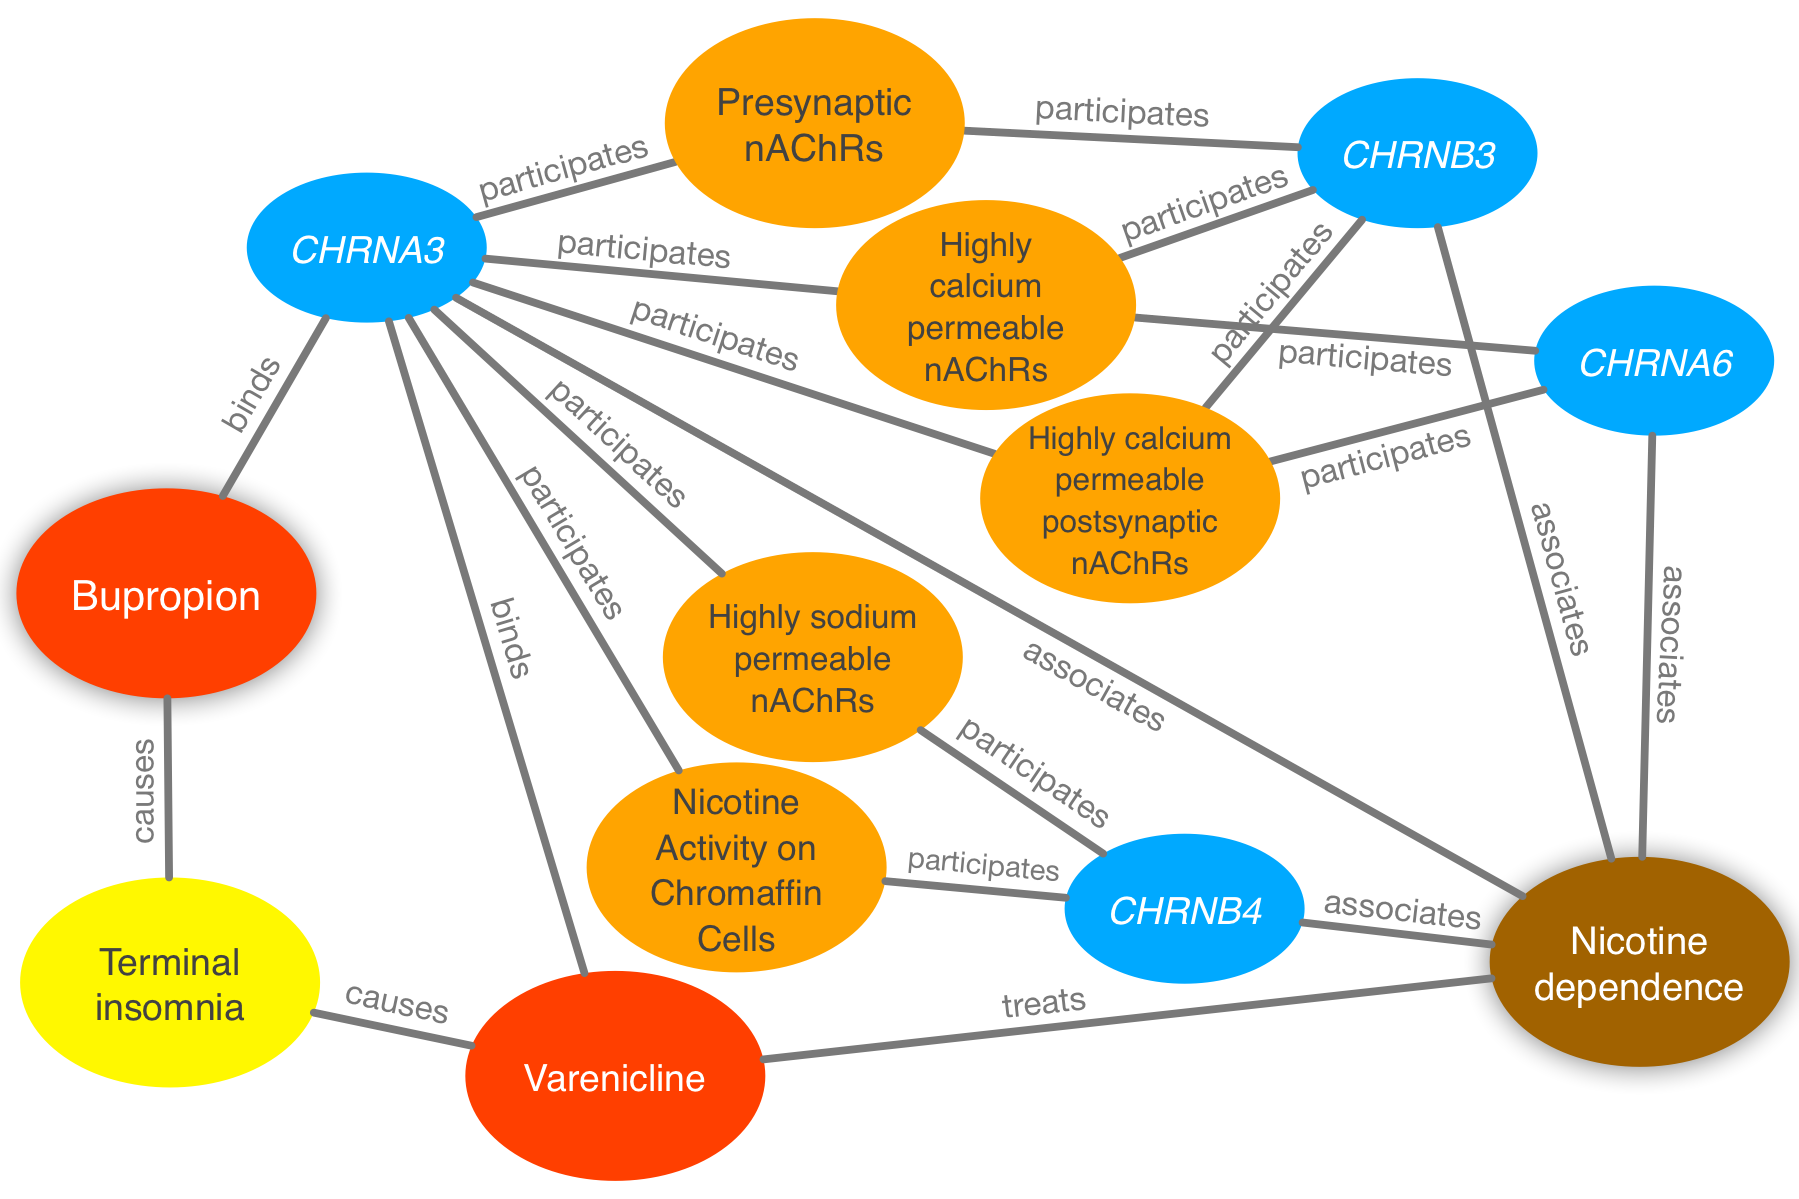 Presynaptic
nAChRs
participates
CHRNB3
participates
CHRNA3
participates
participates
participates
Highly
calcium
permeable
nAChRs
participates
participates
CHRNA6
participates
binds
participates
Highly calcium
permeable
postsynaptic
nAChRs
participates
participates
associates
associates
Bupropion
binds
Highly sodium
permeable
nAChRs
associates
causes
participates
Nicotine
Activity on
Chromaffin
Cells
participates
CHRNB4
associates
Nicotine
dependence
Terminal
insomnia
causes
treats
Varenicline